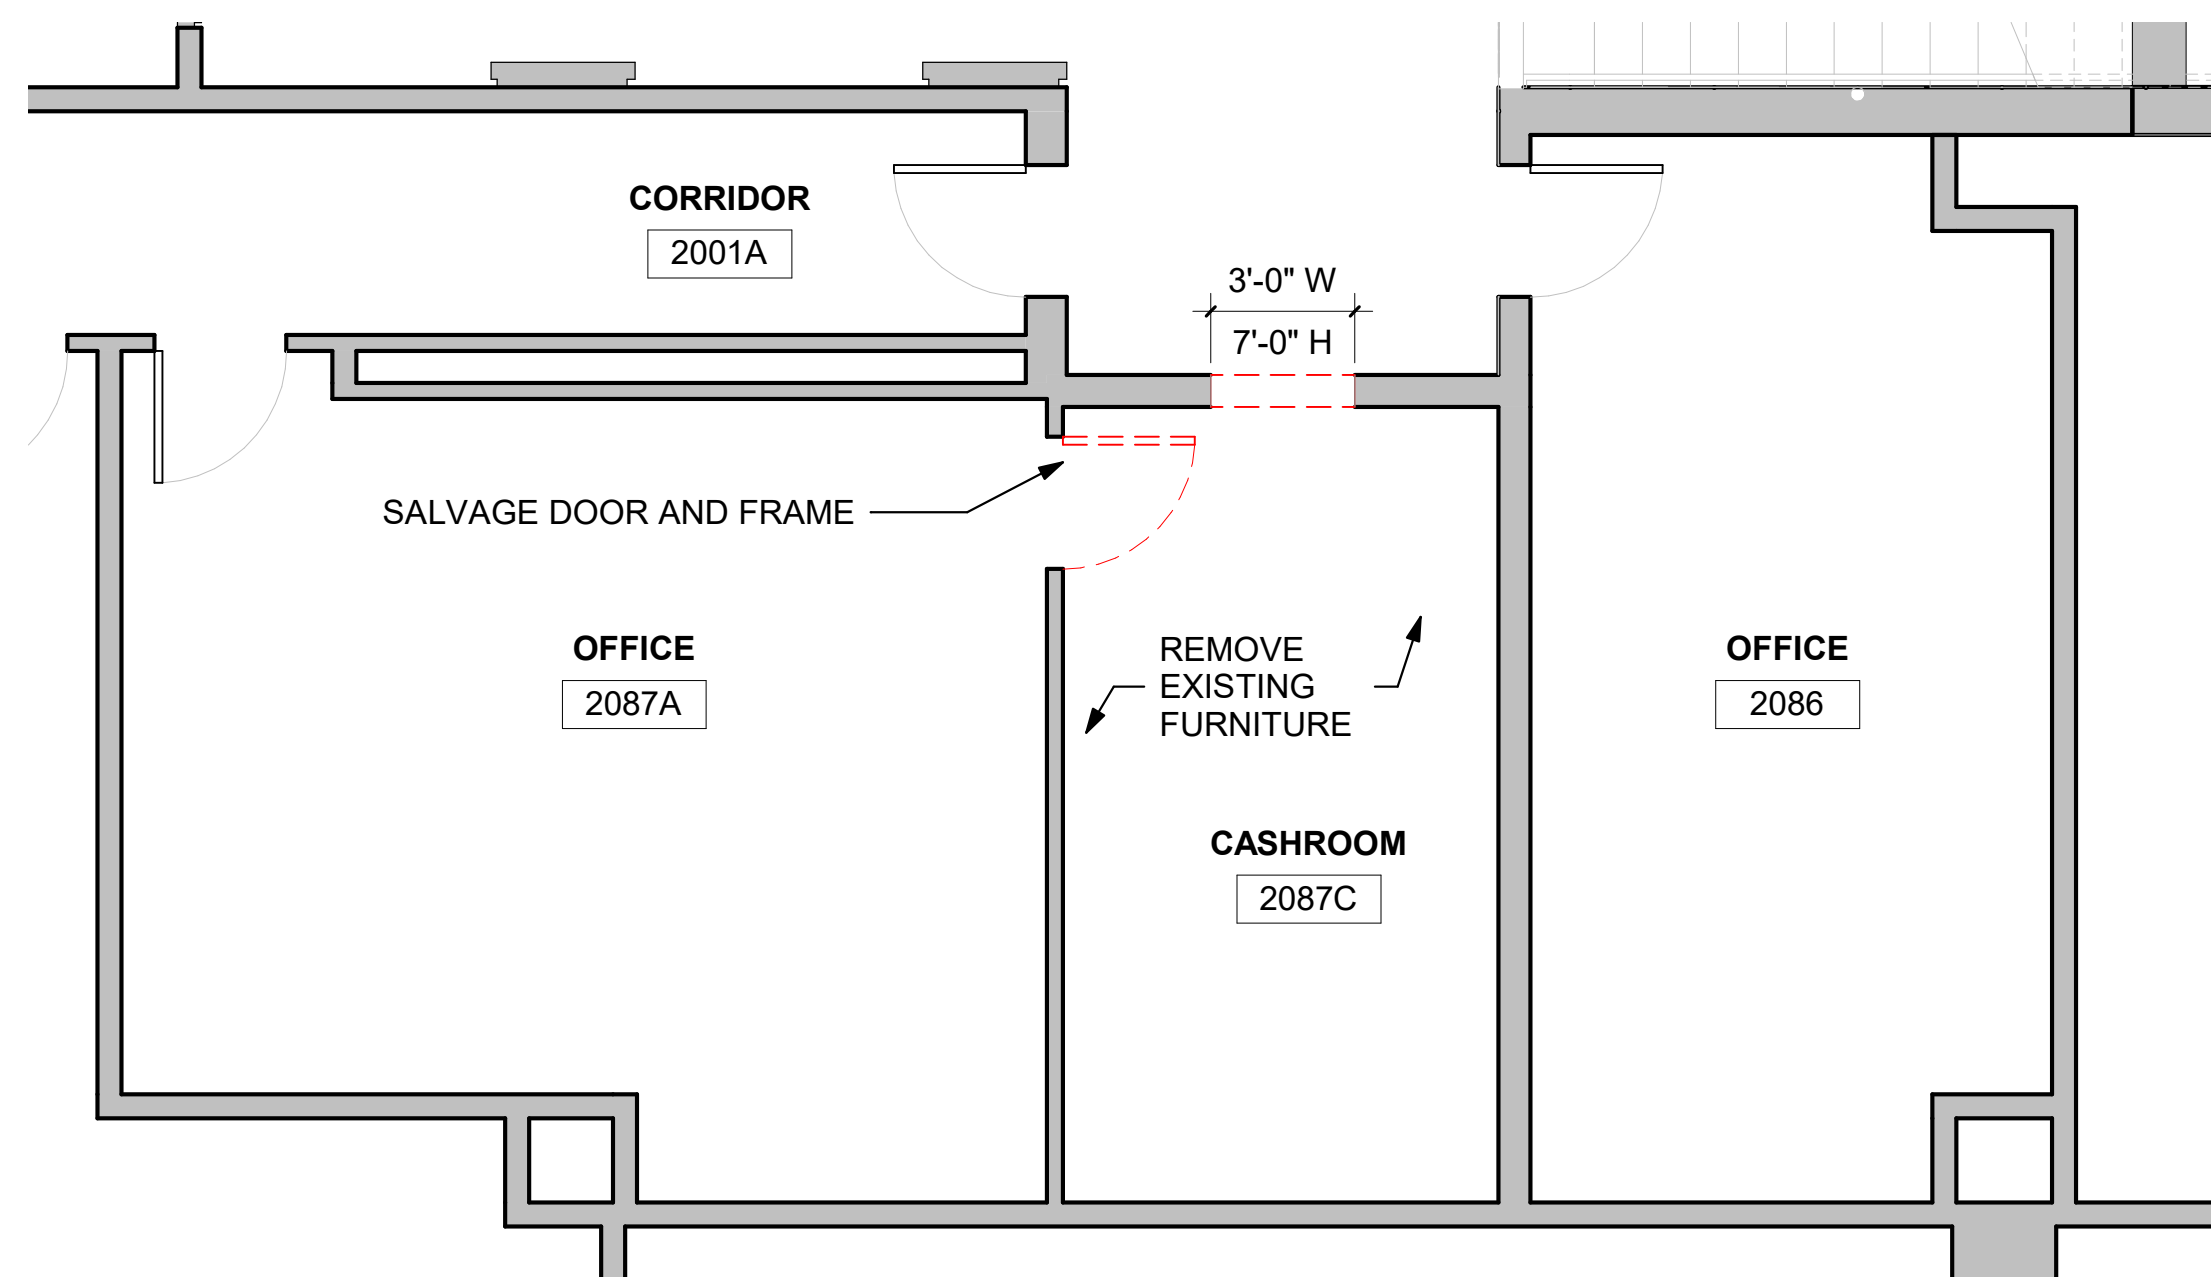 CORRIDOR
2001A
3'-0" W
7'-0" H
SALVAGE DOOR AND FRAME
OFFICE
2087A
REMOVE
EXISTING
FURNITURE
OFFICE
2086
CASHROOM
2087C